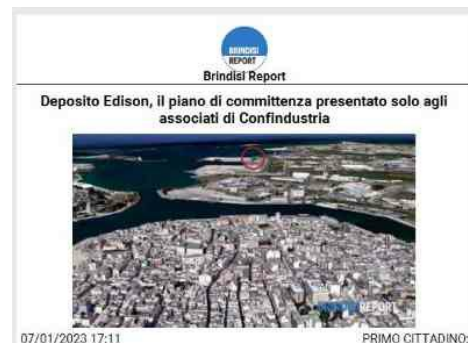 BRINDISI
REPORT
Brindisi Report
Deposito Edison, il piano di committenza presentato solo agli
associati di Confindustria
BRINDISI REPORT
07/01/2023 17:11
PRIMO CITTADINO: